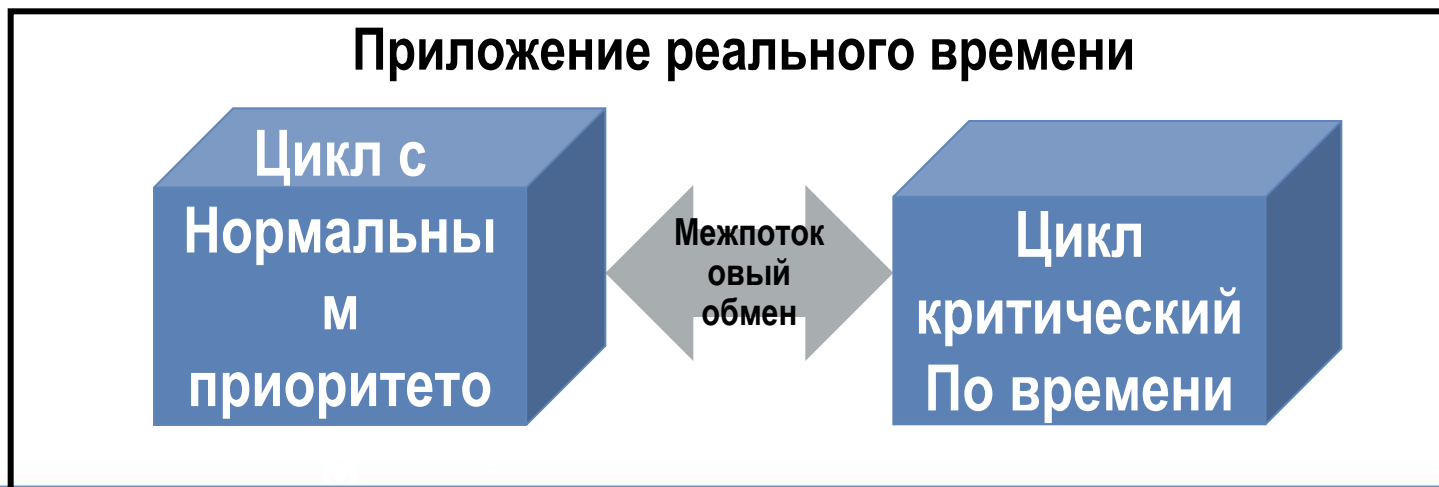 Приложение реального времени
Цикл с
Нормальны
м
приоритето
м
Межпоток
овый
обмен
Цикл
критический
По времени